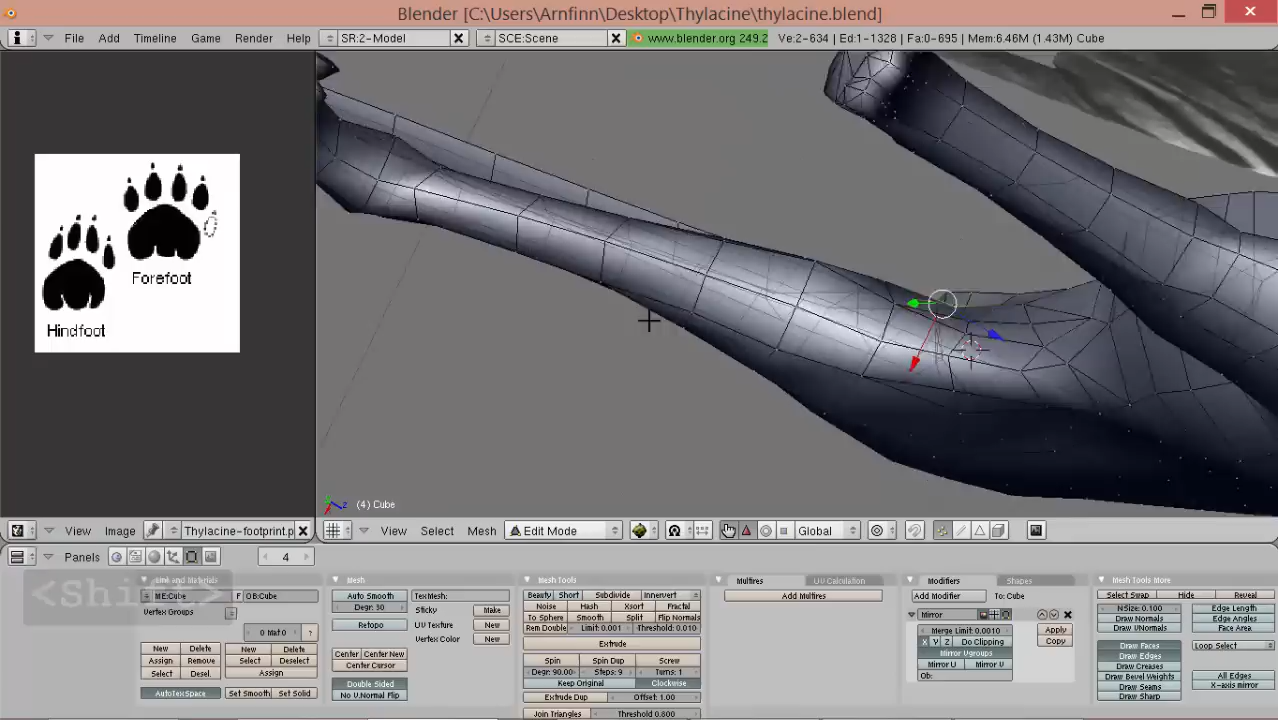 Blender [C:\Users\Arnfinn\Desktop\Thylacine\thylacine.blend]
File Add Timeline Game Render Help SR:2-Model SCE:Scene www.blender.org 249.2 Ve:2-634 | Ed:1-1328 | Fa:0-695 | Mem:6.46M (1.43M) Cube
Forefoot
Hindfoot
(4) Cube
View Image Thylacine-footprint.p View Select Mesh Edit Mode Global
Panels 4
<Shift>
Link and Materials Mesh Mesh Tools Multires UV Calculation Modifiers Shapes Mesh Tools More
ME:Cube F OB:Cube Auto Smooth TexMesh: Beauty Short Subdivide Innervert Add Multires Add Modifier To: Cube Select Swap Hide Reveal
Vertex Groups Degr: 30 Sticky Make Noise Hash Xsort Fractal Mirror NSize: 0.100 Edge Length
Retopo UV Texture New To Sphere Smooth Split Flip Normals Draw Normals Edge Angles
0 Mat 0 ? Vertex Color New Rem Double Limit: 0.001 Threshold: 0.010 Merge Limit: 0.0010 Apply Draw VNormals Face Area
New Delete New Delete Center Center New Extrude X Y Z Do Clipping Copy Draw Faces Loop Select
Assign Remove Select Deselect Center Cursor Spin Spin Dup Screw Mirror Vgroups Draw Edges
Select Desel. Assign Degr: 90.00 Steps: 9 Turns: 1 Mirror U Mirror V Draw Creases
Double Sided Keep Original Clockwise Ob: Draw Bevel Weights All Edges
AutoTexSpace Set Smooth Set Solid No V.Normal Flip Extrude Dup Offset: 1.00 Draw Seams X-axis mirror
Draw Sharp
Join Triangles Threshold 0.800